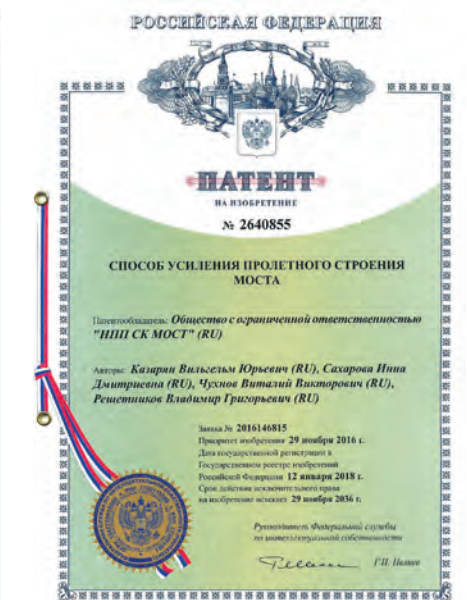 РОССИЙСКАЯ ФЕДЕРАЦИЯ
ПАТЕНТ
НА ИЗОБРЕТЕНИЕ
№ 2640855
СПОСОБ УСИЛЕНИЯ ПРОЛЕТНОГО СТРОЕНИЯ
МОСТА
Патентообладатель: Общество с ограниченной ответственностью
"НПП СК МОСТ" (RU)
Авторы: Казарян Вильгельм Юрьевич (RU), Сахарова Инна
Дмитриевна (RU), Чухнов Виталий Викторович (RU),
Решетников Владимир Григорьевич (RU)
Заявка № 2016146815
Приоритет изобретения 29 ноября 2016 г.
Дата государственной регистрации в
Государственном реестре изобретений
Российской Федерации 12 января 2018 г.
Срок действия исключительного права
на изобретение истекает 29 ноября 2036 г.
Руководитель Федеральной службы
по интеллектуальной собственности
Г.П. Ивлиев